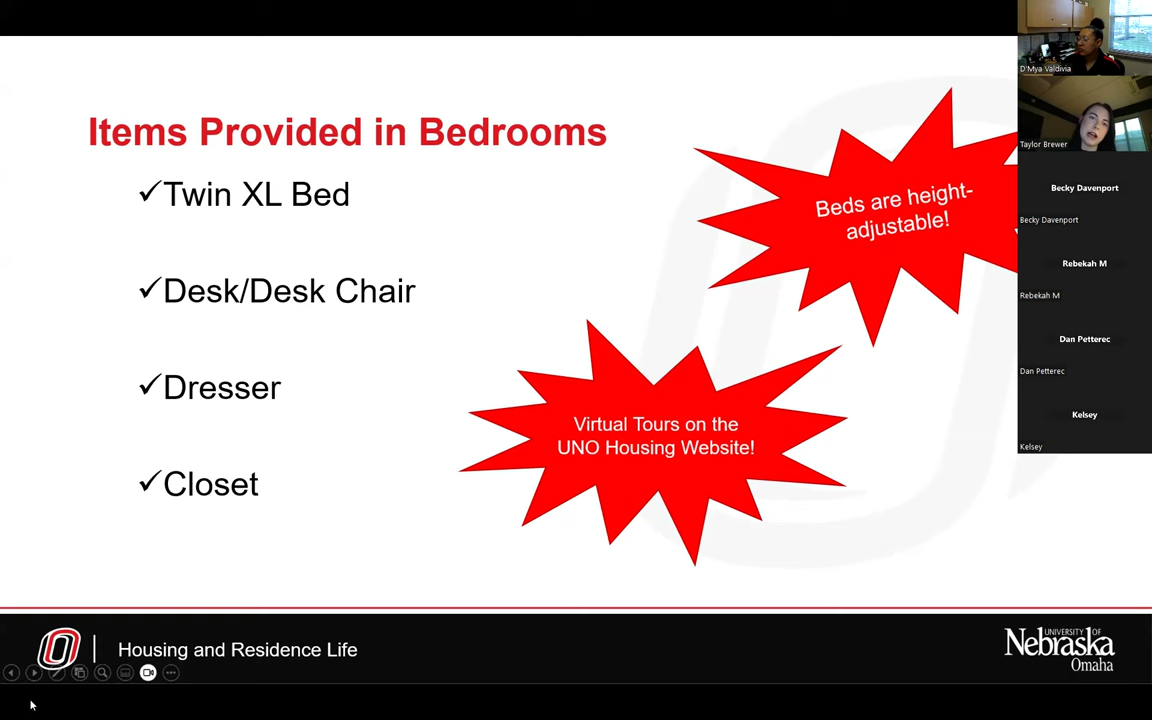 Items Provided in Bedrooms
✓Twin XL Bed
✓Desk/Desk Chair
✓Dresser
✓Closet
Beds are height-
adjustable!
Virtual Tours on the
UNO Housing Website!
D'Mya Valdivia
Taylor Brewer
Becky Davenport
Becky Davenport
Rebekah M
Rebekah M
Dan Petterec
Dan Petterec
Kelsey
Kelsey
O
Housing and Residence Life
UNIVERSITY OF
Nebraska
Omaha